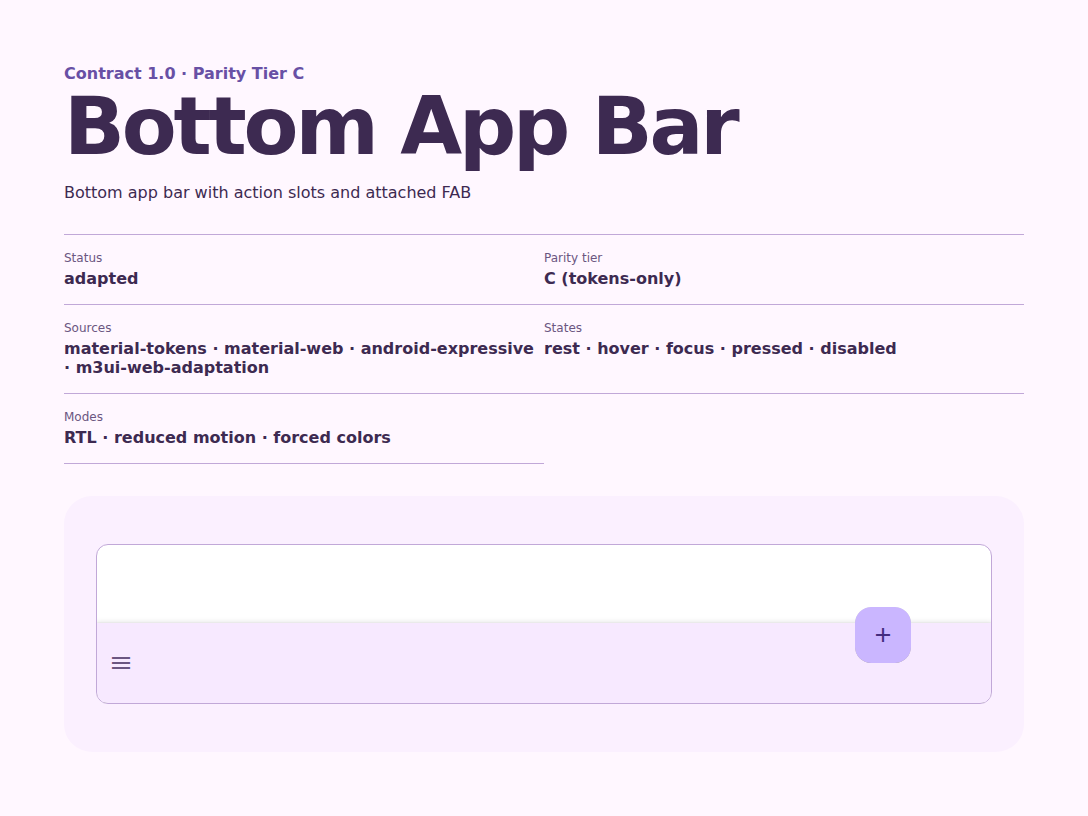 Contract 1.0 · Parity Tier C
Bottom App Bar
Bottom app bar with action slots and attached FAB
Status
adapted
Parity tier
C (tokens-only)
Sources
material-tokens · material-web · android-expressive
· m3ui-web-adaptation
States
rest · hover · focus · pressed · disabled
Modes
RTL · reduced motion · forced colors
+